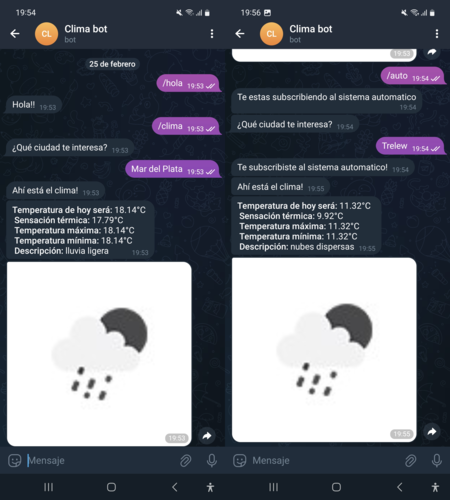 19:54
CL
Clima bot
bot
25 de febrero
/hola 19:53
Hola!! 19:53
/clima 19:53
¿Qué ciudad te interesa? 19:53
Mar del Plata 19:53
Ahí está el clima! 19:53
Temperatura de hoy será: 18.14°C
Sensación térmica: 17.79°C
Temperatura máxima: 18.14°C
Temperatura mínima: 18.14°C
Descripción: lluvia ligera 19:53
19:53
Mensaje
19:56
CL
Clima bot
bot
19:53
/auto 19:54
Te estas subscribiendo al sistema automatico
19:54
¿Qué ciudad te interesa? 19:54
Trelew 19:54
Te subscribiste al sistema automatico! 19:54
Ahí está el clima! 19:55
Temperatura de hoy será: 11.32°C
Sensación térmica: 9.92°C
Temperatura máxima: 11.32°C
Temperatura mínima: 11.32°C
Descripción: nubes dispersas 19:55
19:55
Mensaje